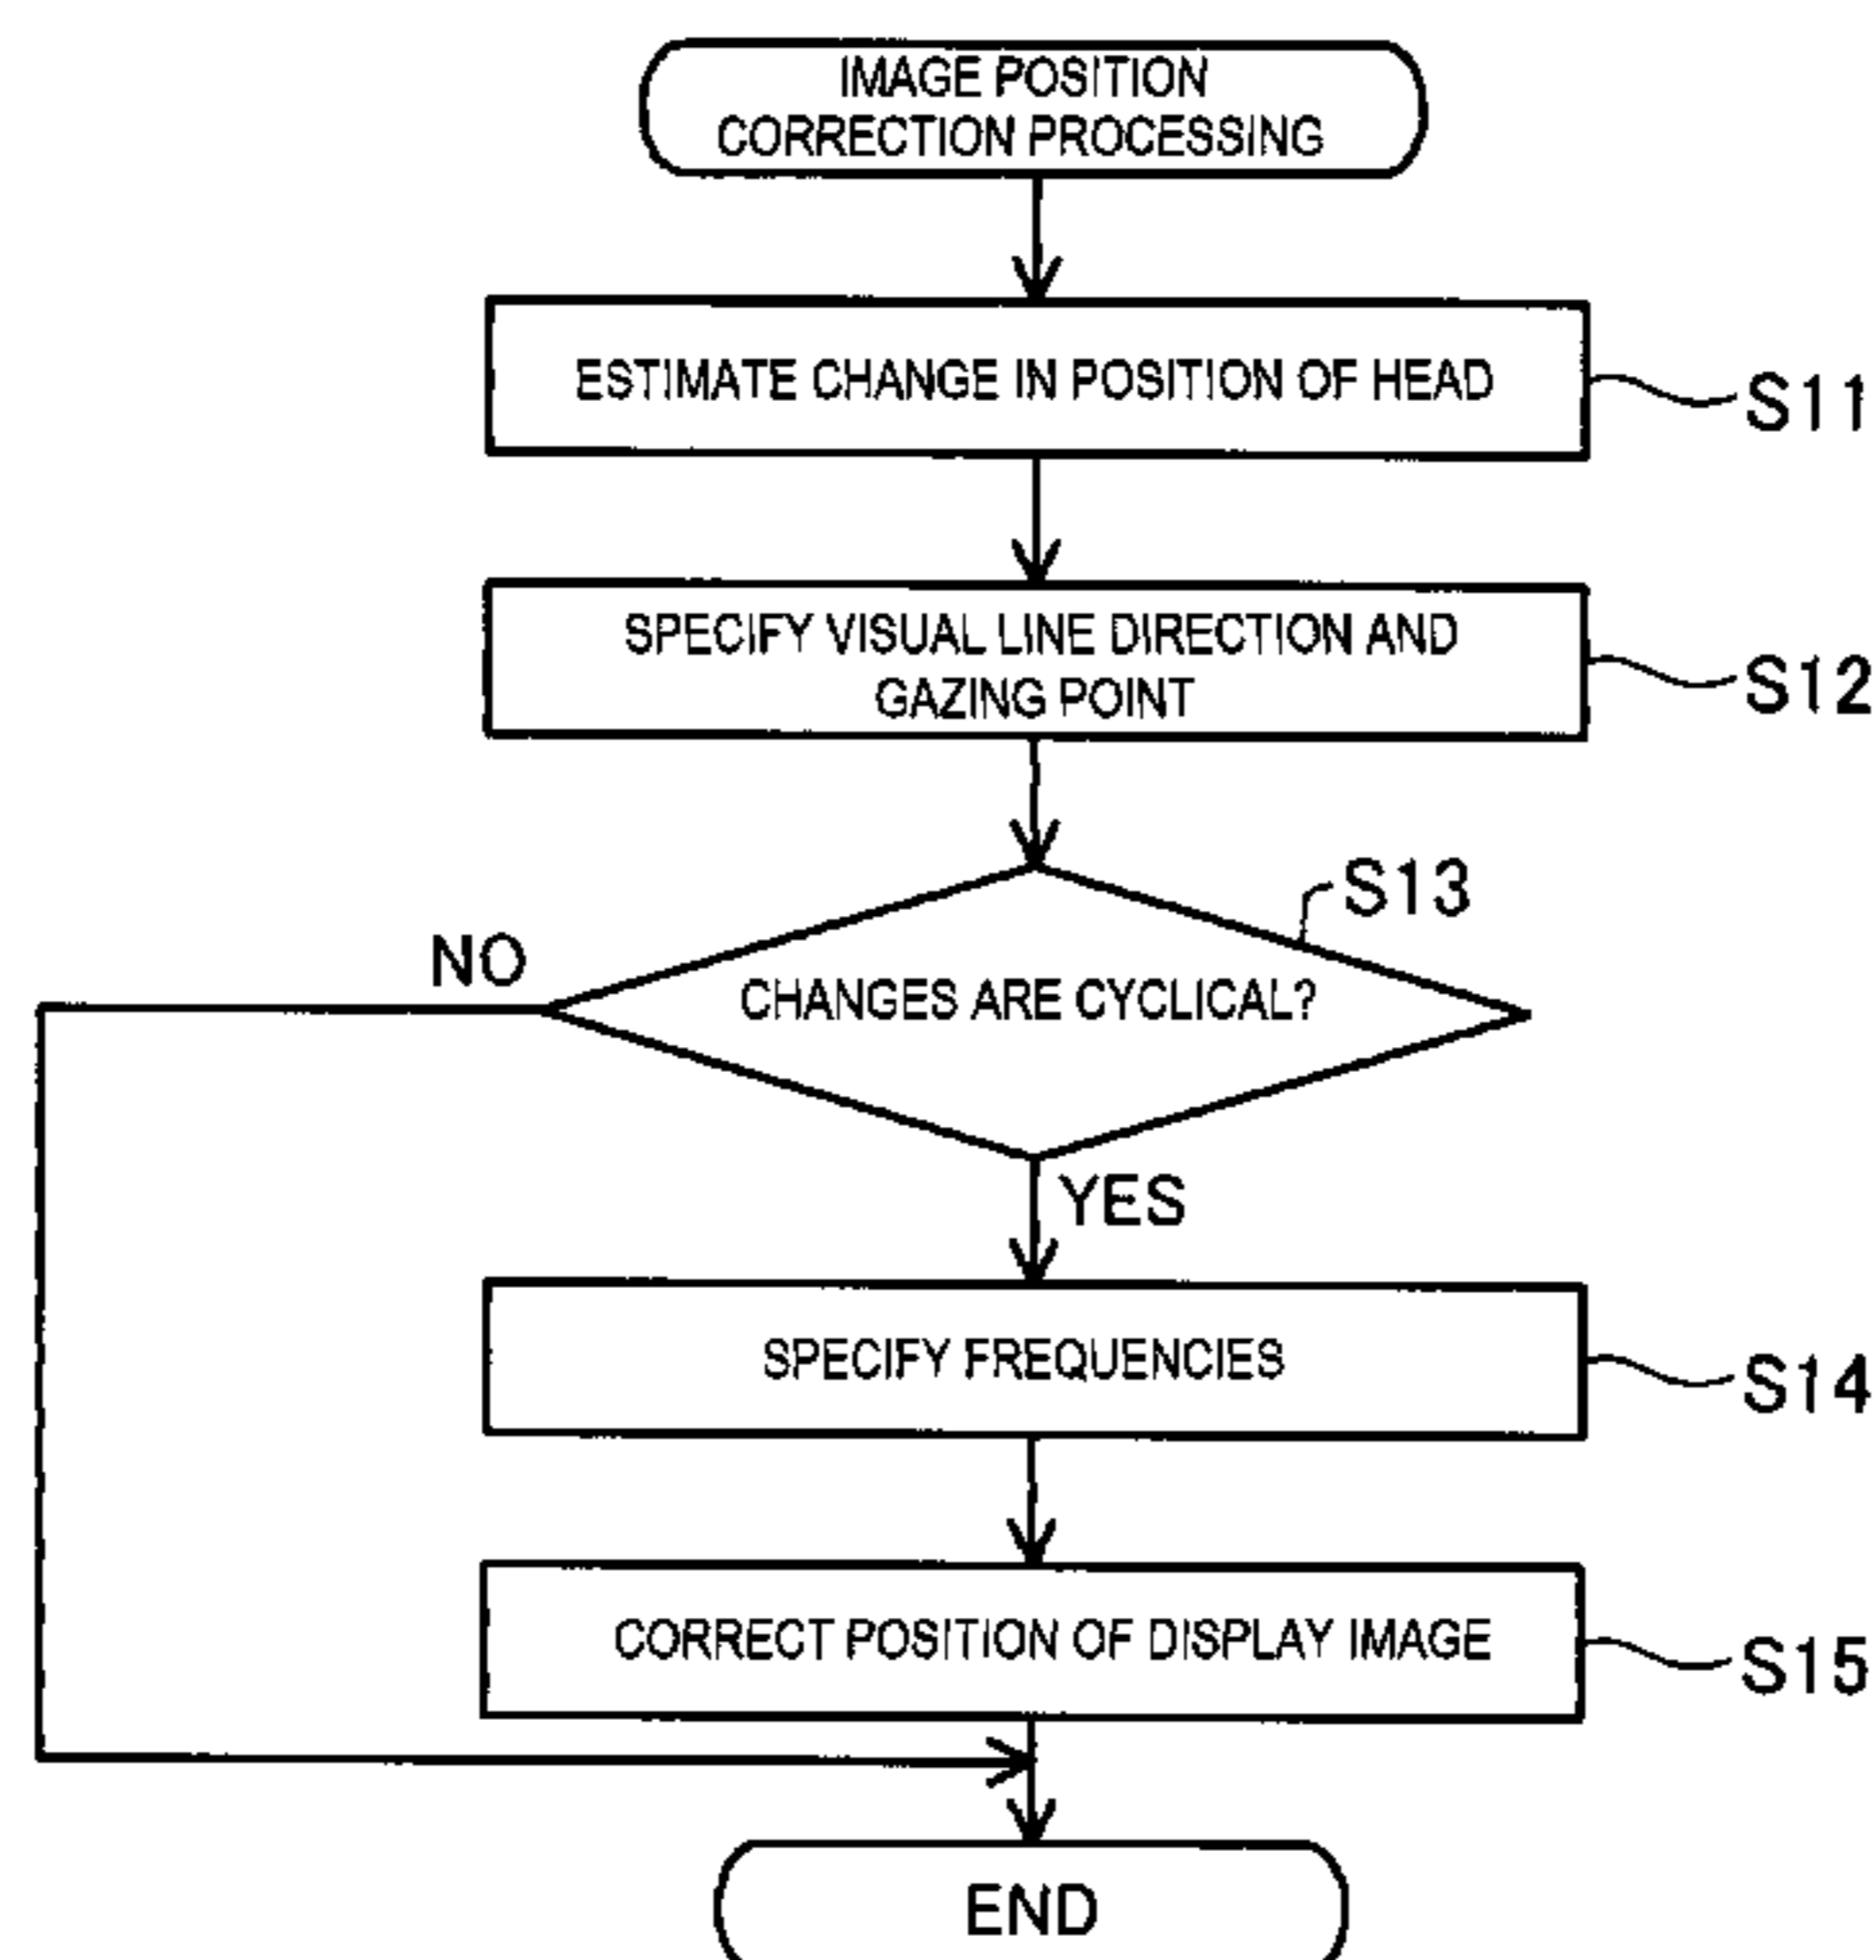 IMAGE POSITION
CORRECTION PROCESSING
ESTIMATE CHANGE IN POSITION OF HEAD
S11
SPECIFY VISUAL LINE DIRECTION AND
GAZING POINT
S12
S13
NO
CHANGES ARE CYCLICAL?
YES
SPECIFY FREQUENCIES
S14
CORRECT POSITION OF DISPLAY IMAGE
S15
END